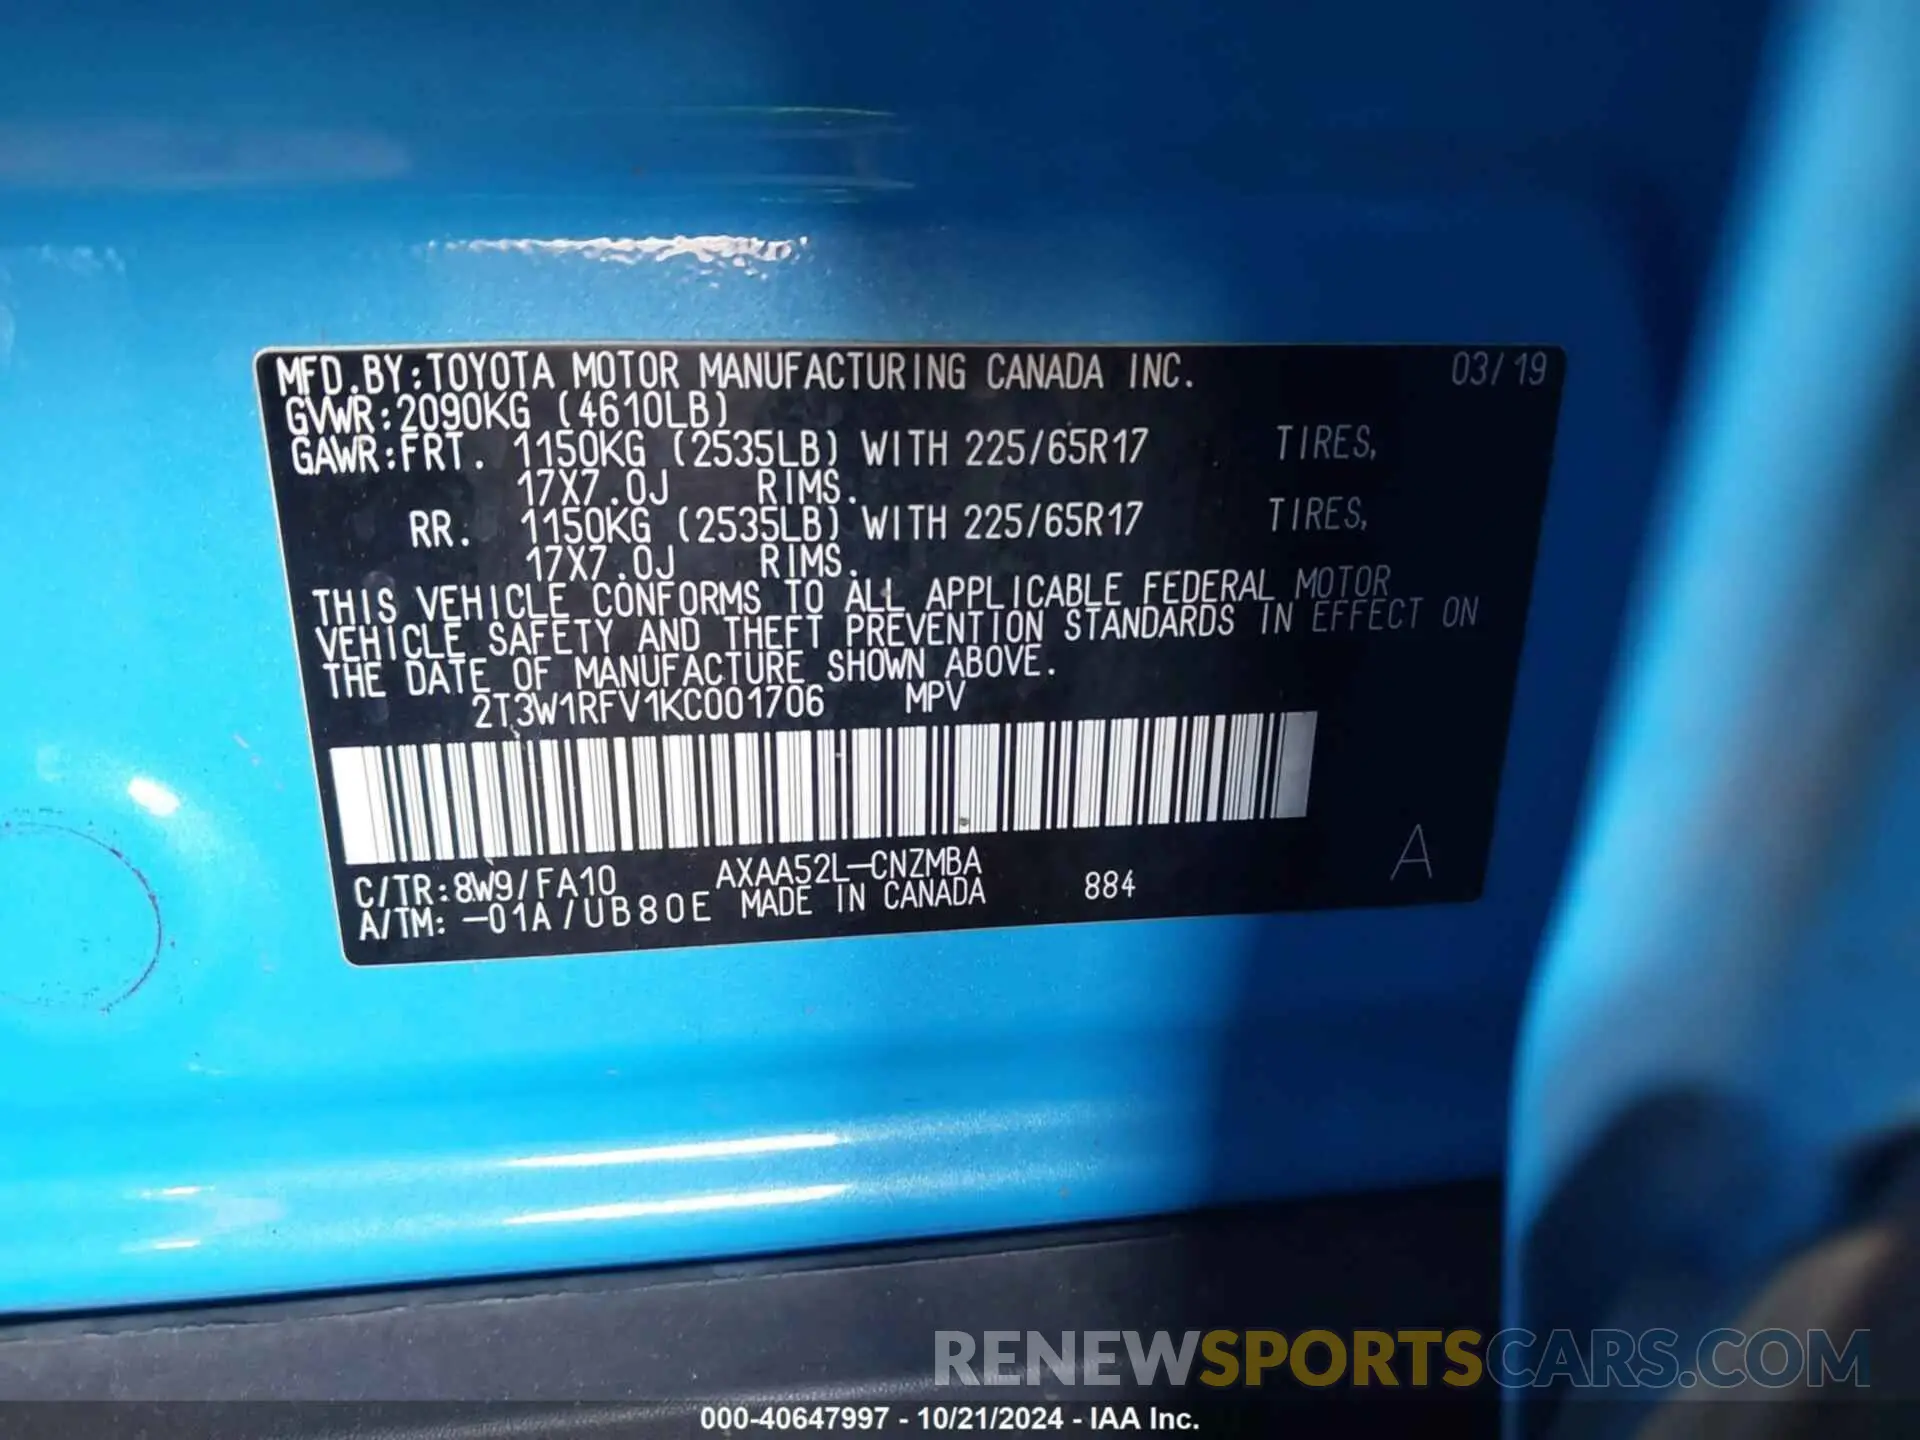 MFD.BY:TOYOTA MOTOR MANUFACTURING CANADA INC. 03/19
GVWR:2090KG (4610LB)
GAWR:FRT. 1150KG (2535LB) WITH 225/65R17 TIRES,
17X7.0J RIMS.
RR. 1150KG (2535LB) WITH 225/65R17 TIRES,
17X7.0J RIMS.
THIS VEHICLE CONFORMS TO ALL APPLICABLE FEDERAL MOTOR
VEHICLE SAFETY AND THEFT PREVENTION STANDARDS IN EFFECT ON
THE DATE OF MANUFACTURE SHOWN ABOVE.
2T3W1RFV1KC001706 MPV
C/TR:8W9/FA10 AXAA52L-CNZMBA
A/TM:-01A/UB80E MADE IN CANADA 884 A
RENEWSPORTSCARS.COM
000-40647997 - 10/21/2024 - IAA Inc.